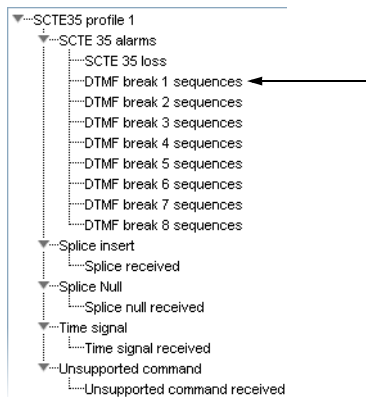 SCTE35 profile 1
SCTE 35 alarms
SCTE 35 loss
DTMF break 1 sequences
DTMF break 2 sequences
DTMF break 3 sequences
DTMF break 4 sequences
DTMF break 5 sequences
DTMF break 6 sequences
DTMF break 7 sequences
DTMF break 8 sequences
Splice insert
Splice received
Splice Null
Splice null received
Time signal
Time signal received
Unsupported command
Unsupported command received